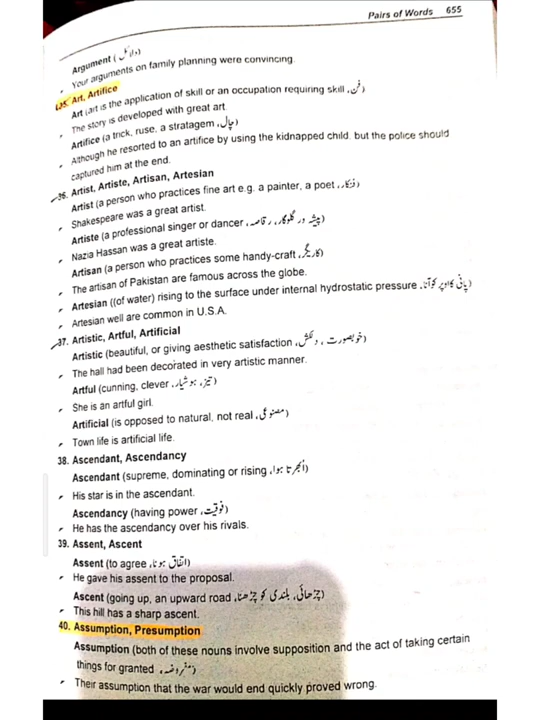 Pairs of Words 655
Argument (دلائل)
Your arguments on family planning were convincing.
35. Art, Artifice
Art (art is the application of skill or an occupation requiring skill ،فن)
The story is developed with great art.
Artifice (a trick, ruse, a stratagem ،چال)
Although he resorted to an artifice by using the kidnapped child, but the police should
captured him at the end.
36. Artist, Artiste, Artisan, Artesian
Artist (a person who practices fine art e.g. a painter, a poet ،فنکار)
Shakespeare was a great artist.
Artiste (a professional singer or dancer ،پیشہ ور گلوکار، رقاصہ)
Nazia Hassan was a great artiste.
Artisan (a person who practices some handy-craft ،کاریگر)
The artisan of Pakistan are famous across the globe.
Artesian ((of water) rising to the surface under internal hydrostatic pressure ،پانی کا اوپر کو آنا)
Artesian well are common in U.S.A.
37. Artistic, Artful, Artificial
Artistic (beautiful, or giving aesthetic satisfaction ،خوبصورت ، دلکش)
The hall had been decorated in very artistic manner.
Artful (cunning, clever ،تیز، ہوشیار)
She is an artful girl.
Artificial (is opposed to natural, not real ،مصنوعی)
Town life is artificial life.
38. Ascendant, Ascendancy
Ascendant (supreme, dominating or rising ،اُبھرتا ہوا)
His star is in the ascendant.
Ascendancy (having power ،فوقیت)
He has the ascendancy over his rivals.
39. Assent, Ascent
Assent (to agree ،اتفاق ہونا)
He gave his assent to the proposal.
Ascent (going up, an upward road ،چڑھائی، بلندی کو چڑھنا)
This hill has a sharp ascent.
40. Assumption, Presumption
Assumption (both of these nouns involve supposition and the act of taking certain
things for granted ،مفروضہ)
Their assumption that the war would end quickly proved wrong.